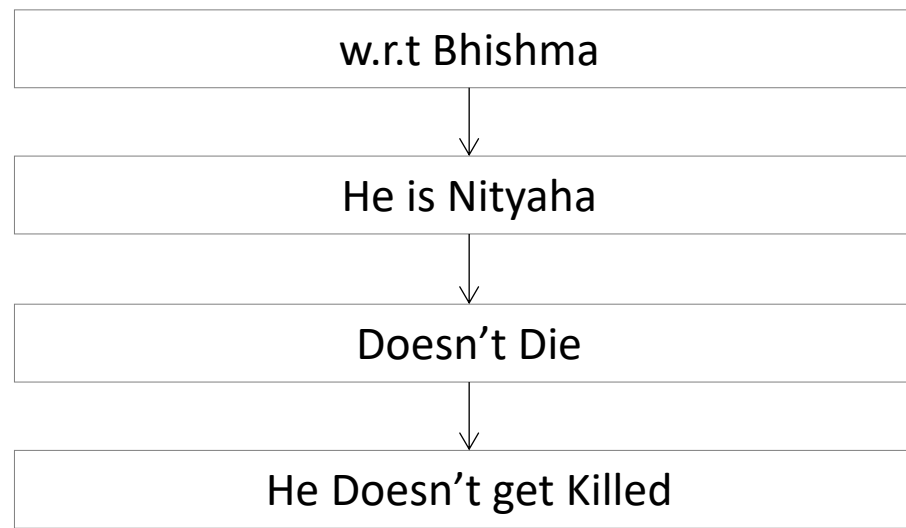 w.r.t Bhishma
He is Nityaha
Doesn’t Die
He Doesn’t get Killed